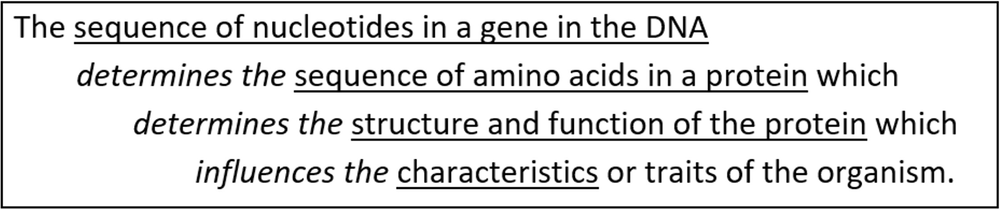 The sequence of nucleotides in a gene in the DNA
determines the sequence of amino acids in a protein which
determines the structure and function of the protein which
influences the characteristics or traits of the organism.